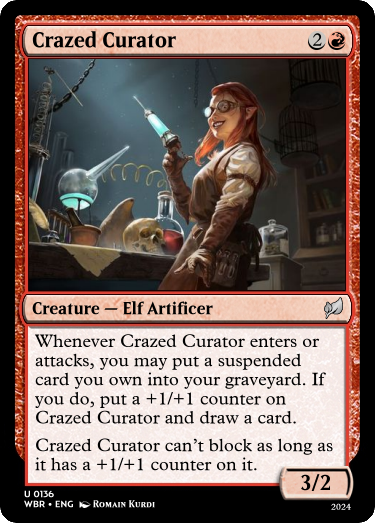 Crazed Curator 2
Creature — Elf Artificer
Whenever Crazed Curator enters or
attacks, you may put a suspended
card you own into your graveyard. If
you do, put a +1/+1 counter on
Crazed Curator and draw a card.
Crazed Curator can't block as long as
it has a +1/+1 counter on it.
3/2
U 0136
WBR • ENG Romain Kurdi
2024